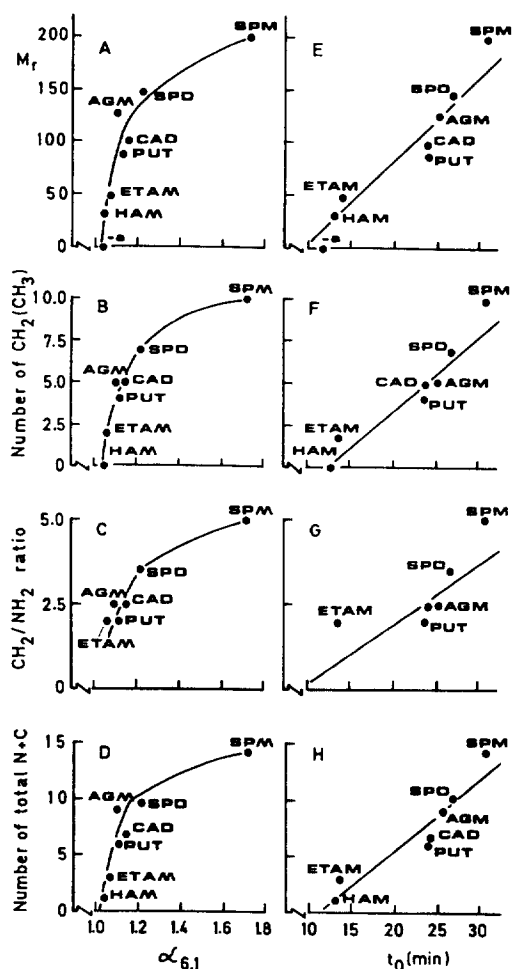 A
M_r
200
150
100
50
0
SPM
AGM
SPD
CAD
PUT
ETAM
HAM
E
SPM
SPD
AGM
CAD
PUT
ETAM
HAM
B
Number of CH2(CH3)
10.0
7.5
5.0
2.5
0
SPM
SPD
AGM
CAD
PUT
ETAM
HAM
F
SPM
SPD
CAD
AGM
PUT
ETAM
HAM
C
CH2/NH2 ratio
5.0
2.5
0
SPM
SPD
AGM
CAD
PUT
ETAM
G
SPM
SPD
ETAM
AGM
PUT
D
Number of total N+C
15
10
5
0
SPM
AGM
SPD
CAD
PUT
ETAM
HAM
1.0 1.2 1.4 1.6 1.8
α6,1
H
SPM
SPD
AGM
CAD
PUT
ETAM
HAM
10 15 20 25 30
t0(min)